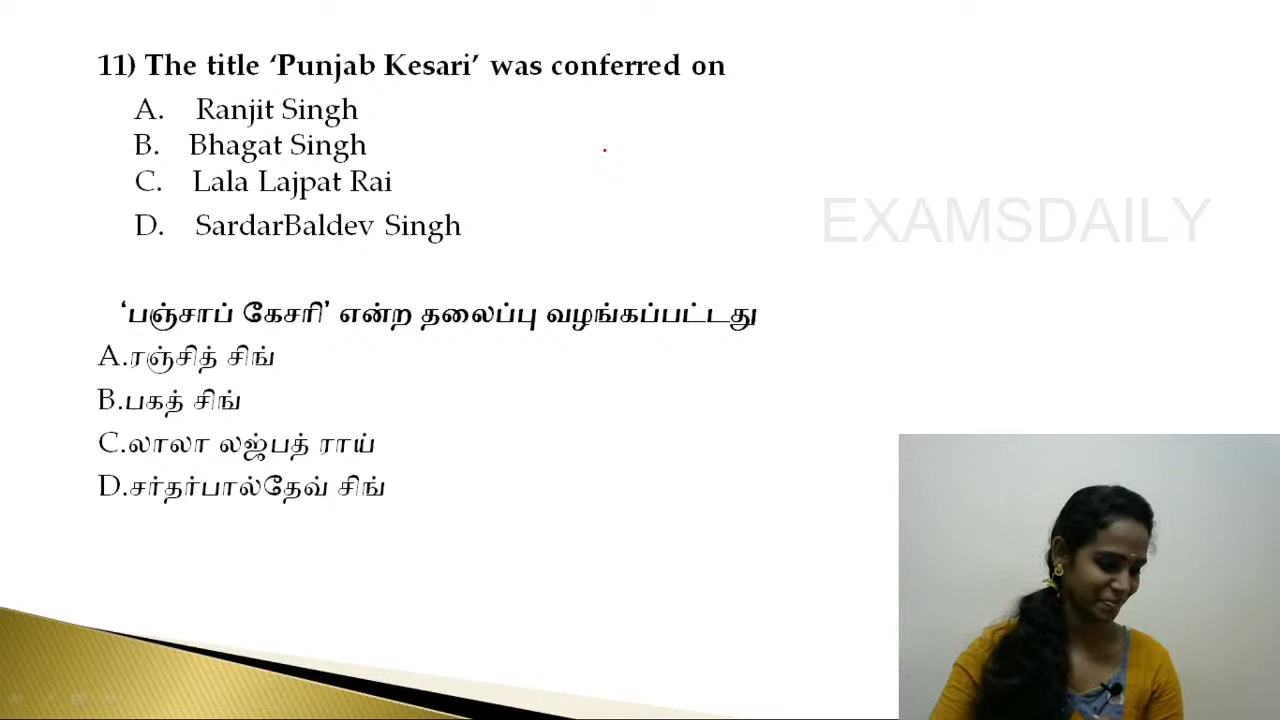 11) The title ‘Punjab Kesari’ was conferred on
A. Ranjit Singh
B. Bhagat Singh
C. Lala Lajpat Rai
D. SardarBaldev Singh
EXAMSDAILY
‘பஞ்சாப் கேசரி’ என்ற தலைப்பு வழங்கப்பட்டது
A.ரஞ்சித் சிங்
B.பகத் சிங்
C.லாலா லஜ்பத் ராய்
D.சர்தர்பால்தேவ் சிங்